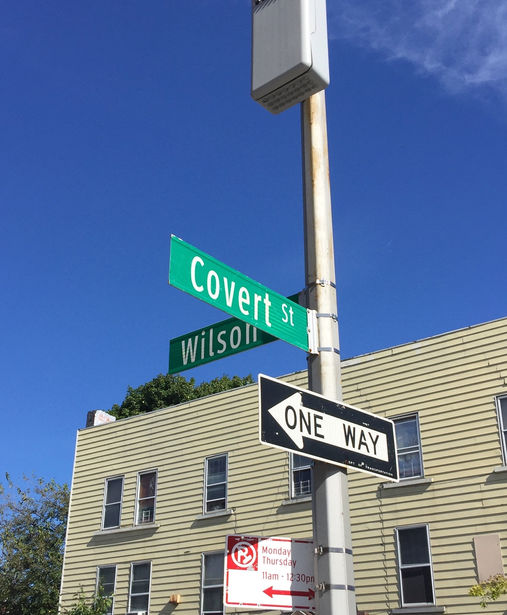 Covert St
Wilson
ONE WAY
Monday
Thursday
11am - 12:30pm